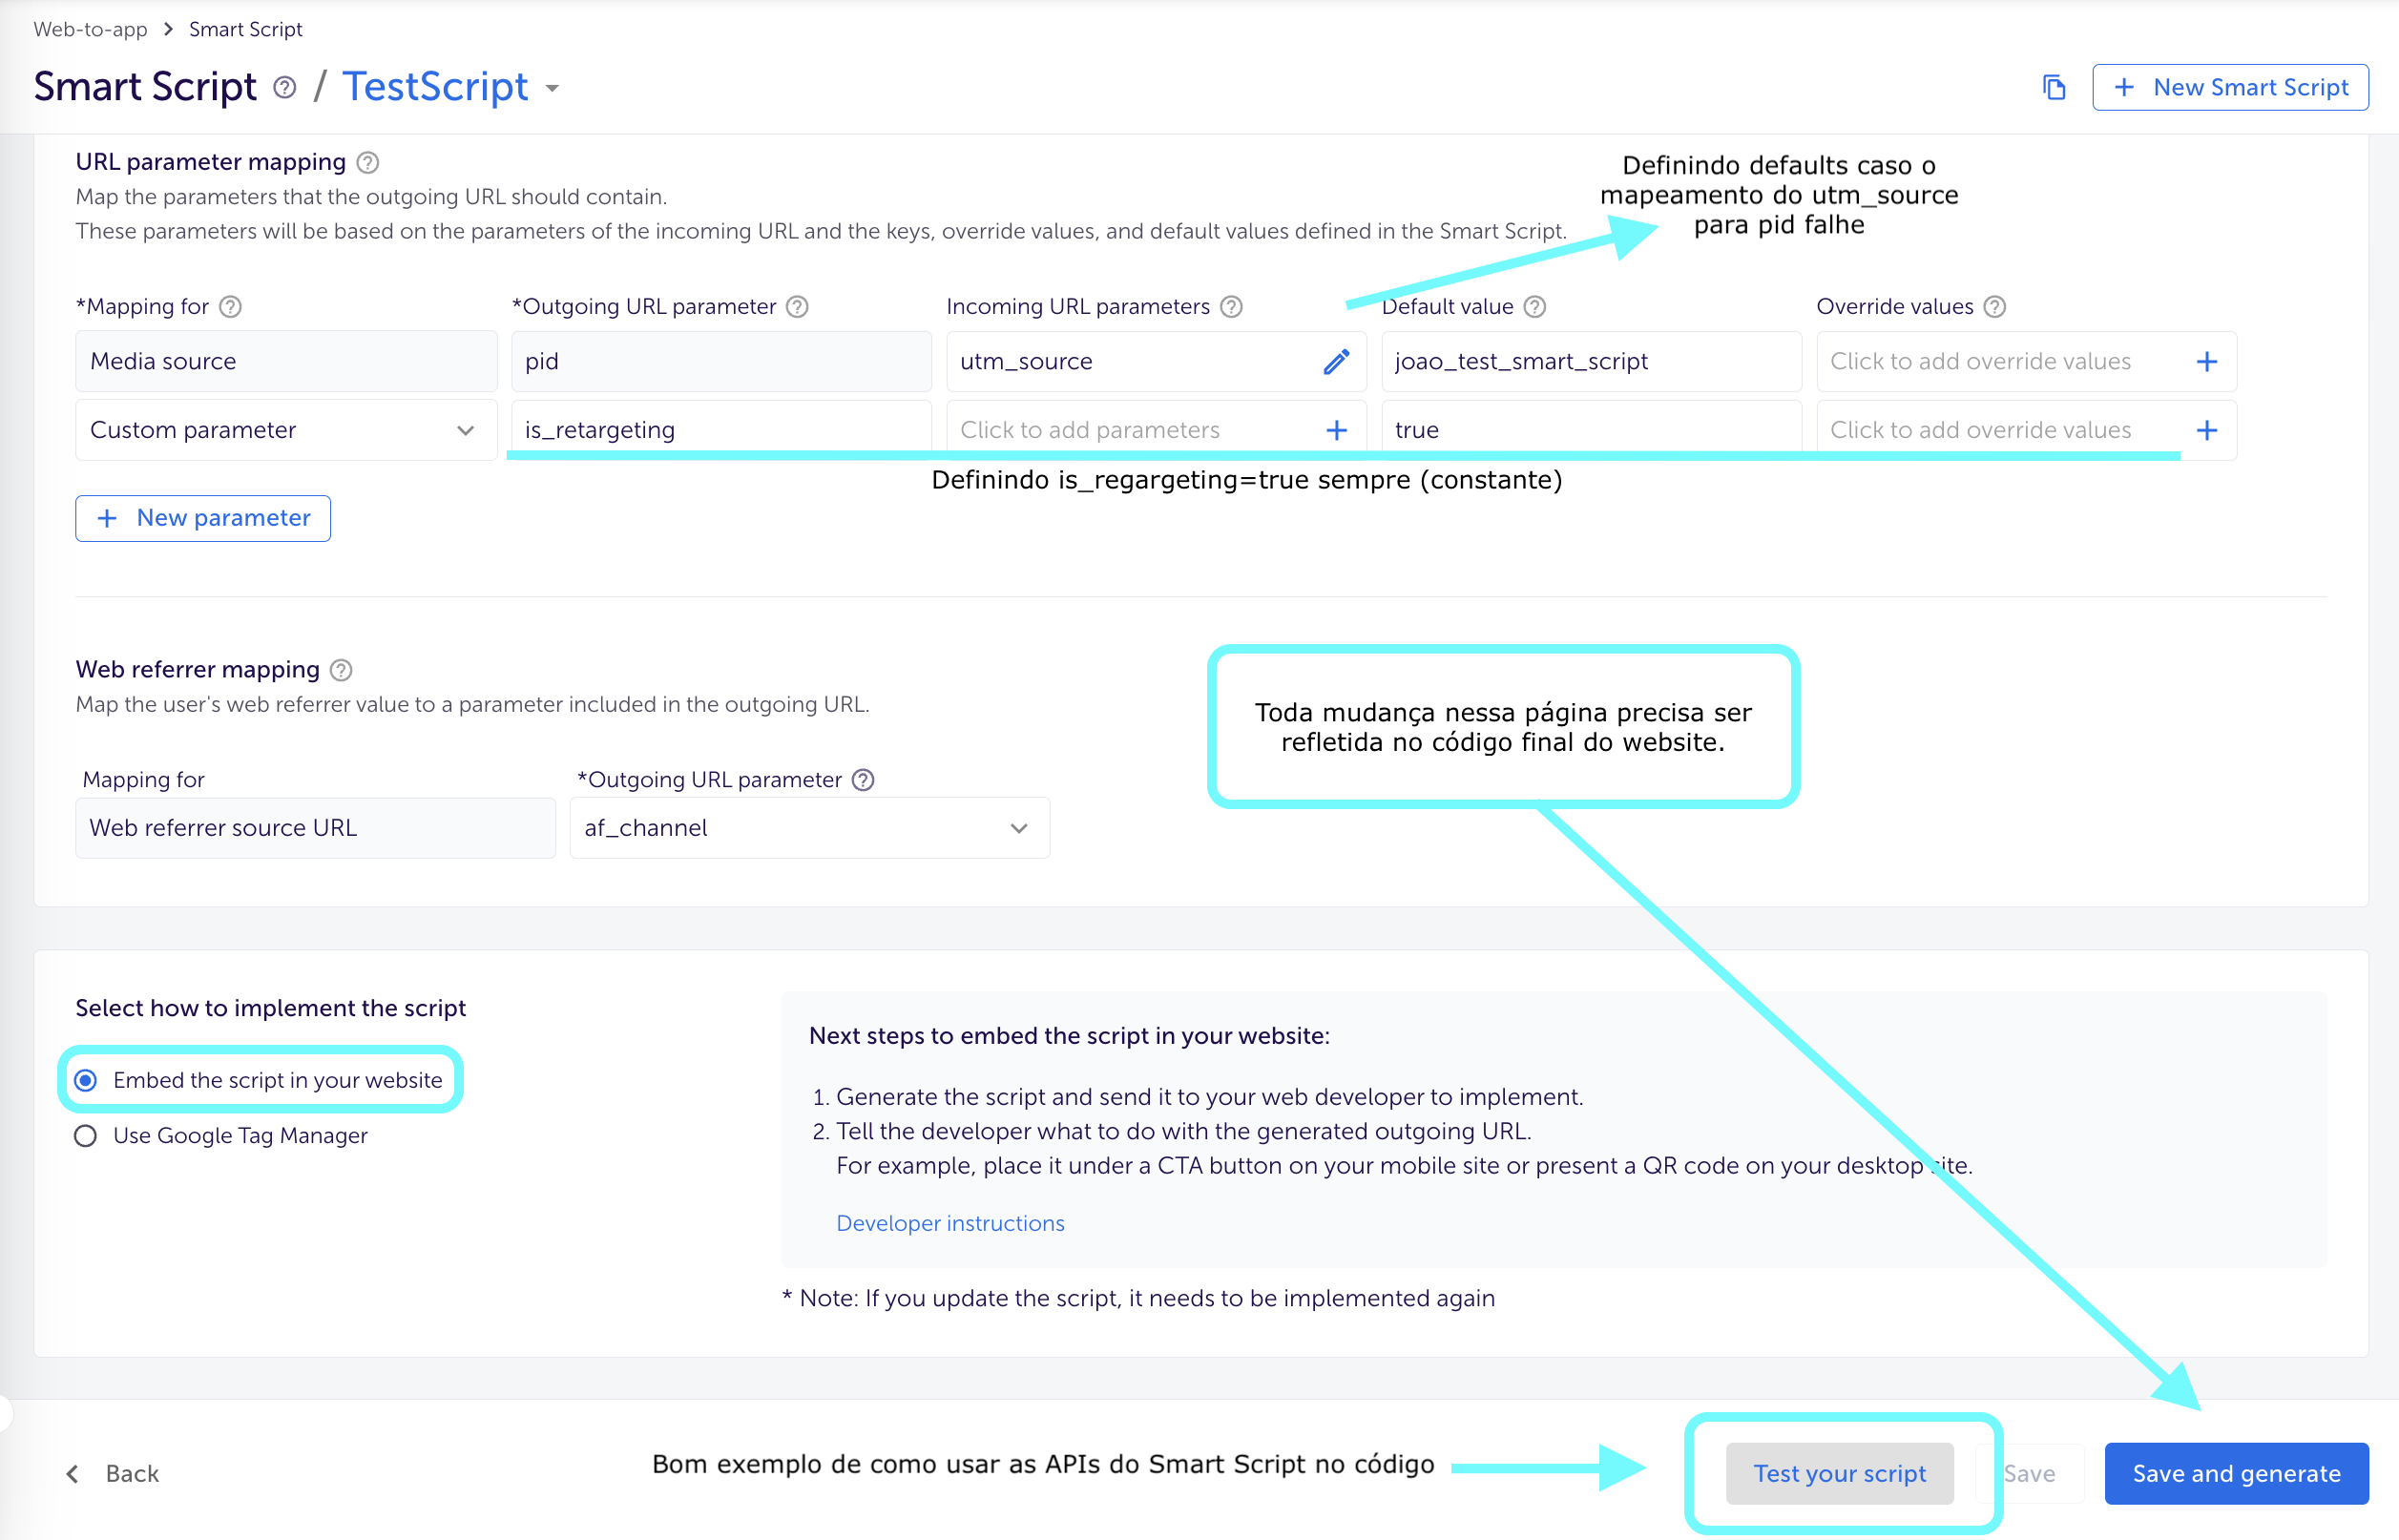 Web-to-app > Smart Script
Smart Script ? / TestScript
+ New Smart Script
URL parameter mapping ?
Map the parameters that the outgoing URL should contain.
These parameters will be based on the parameters of the incoming URL and the keys, override values, and default values defined in the Smart Script.
Definindo defaults caso o
mapeamento do utm_source
para pid falhe
*Mapping for ? *Outgoing URL parameter ? Incoming URL parameters ? Default value ? Override values ?
Media source pid utm_source joao_test_smart_script Click to add override values +
Custom parameter is_retargeting Click to add parameters + true Click to add override values +
Definindo is_regargeting=true sempre (constante)
+ New parameter
Web referrer mapping ?
Map the user's web referrer value to a parameter included in the outgoing URL.
Toda mudança nessa página precisa ser
refletida no código final do website.
Mapping for *Outgoing URL parameter ?
Web referrer source URL af_channel
Select how to implement the script
Embed the script in your website
Use Google Tag Manager
Next steps to embed the script in your website:
1. Generate the script and send it to your web developer to implement.
2. Tell the developer what to do with the generated outgoing URL.
For example, place it under a CTA button on your mobile site or present a QR code on your desktop site.
Developer instructions
* Note: If you update the script, it needs to be implemented again
< Back
Bom exemplo de como usar as APIs do Smart Script no código
Test your script Save Save and generate